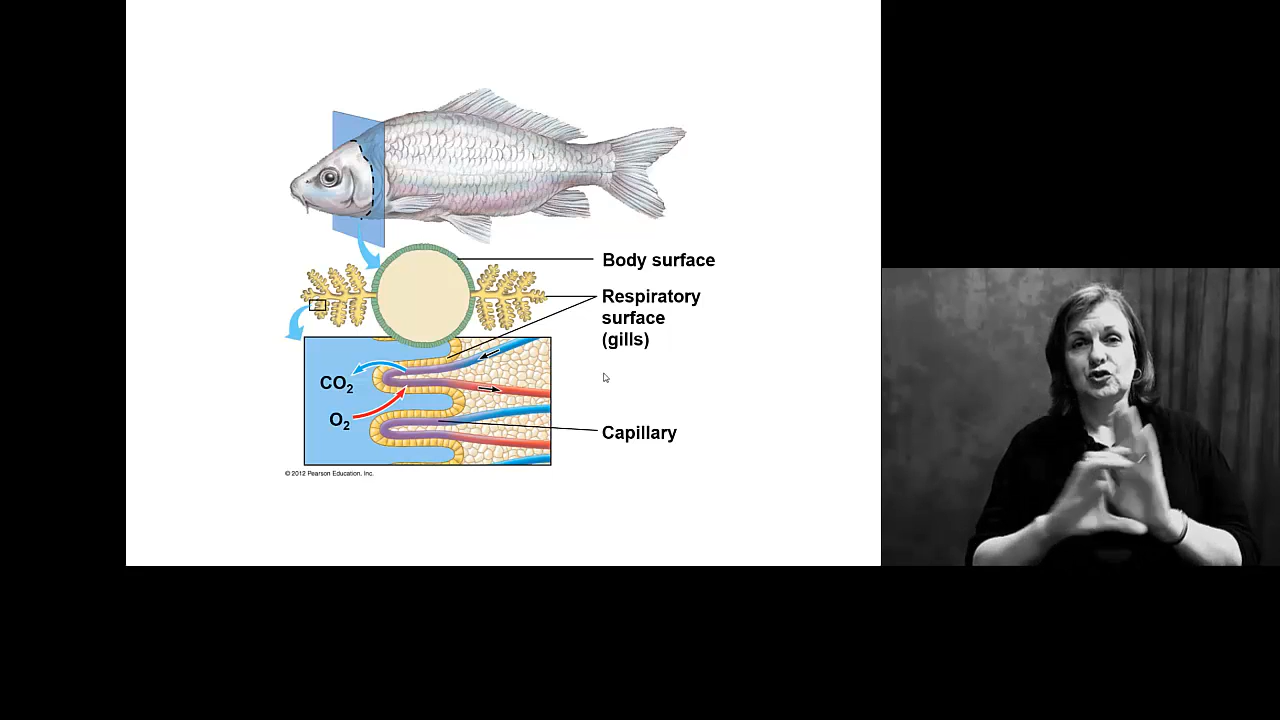 Body surface
Respiratory
surface
(gills)
CO2
O2
Capillary
© 2012 Pearson Education, Inc.